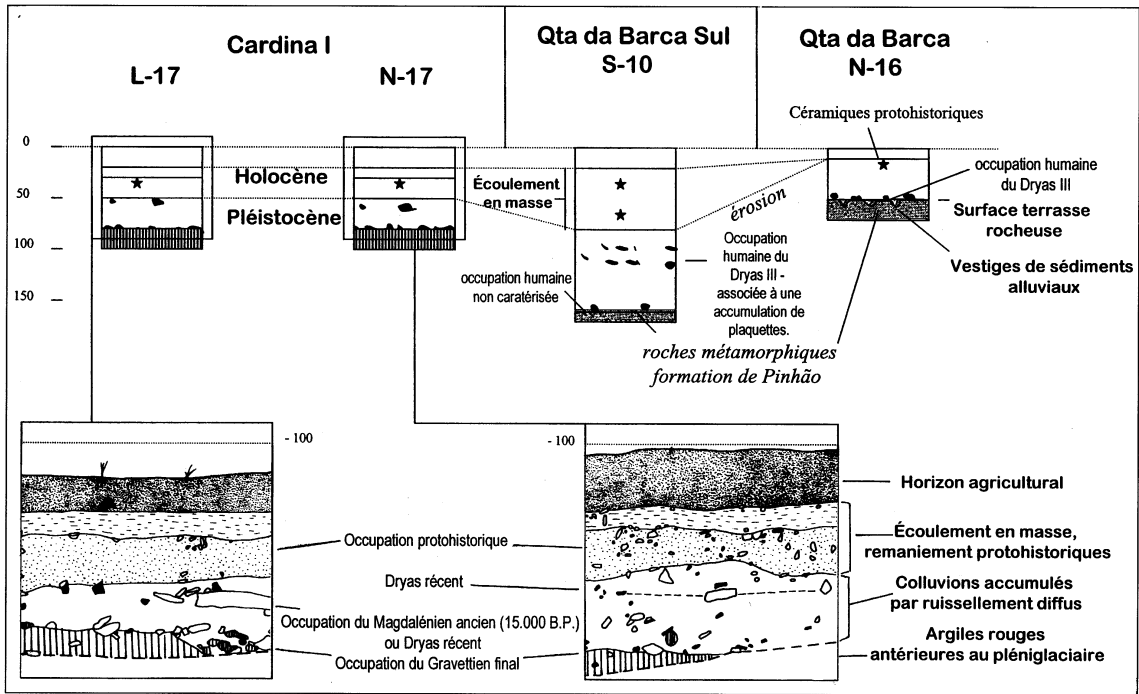 Cardina I
L-17
N-17
Qta da Barca Sul
S-10
Qta da Barca
N-16
Céramiques protohistoriques
0
50
100
150
Holocène
Pléistocène
Écoulement
en masse
érosion
occupation humaine
du Dryas III
Surface terrasse
rocheuse
Vestiges de sédiments
alluviaux
Occupation
humaine du
Dryas III -
associée à une
accumulation de
plaquettes.
occupation humaine
non caratérisée
roches métamorphiques
formation de Pinhão
- 100
- 100
Horizon agricultural
Occupation protohistorique
Écoulement en masse,
remaniement protohistoriques
Dryas récent
Colluvions accumulés
par ruissellement diffus
Occupation du Magdalénien ancien (15.000 B.P.)
ou Dryas récent
Occupation du Gravettien final
Argiles rouges
antérieures au pléniglaciaire